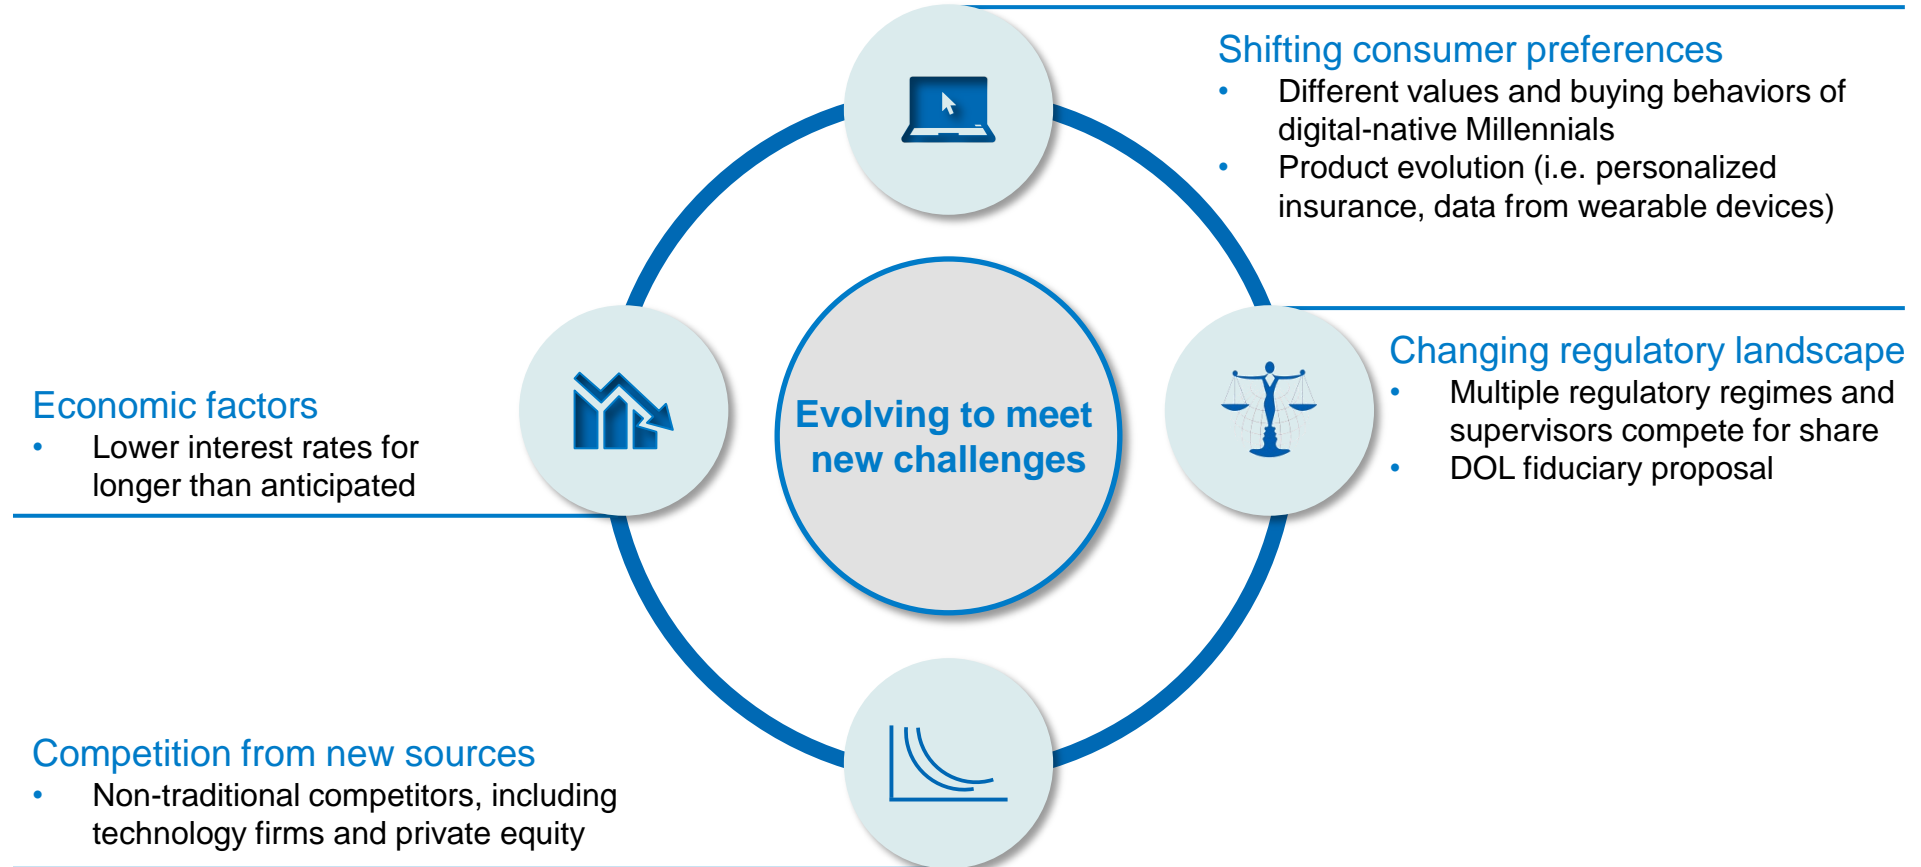 Shifting consumer preferences
• Different values and buying behaviors of
digital-native Millennials
• Product evolution (i.e. personalized
insurance, data from wearable devices)
Changing regulatory landscape
• Multiple regulatory regimes and
supervisors compete for share
• DOL fiduciary proposal
Evolving to meet
new challenges
Economic factors
• Lower interest rates for
longer than anticipated
Competition from new sources
• Non-traditional competitors, including
technology firms and private equity